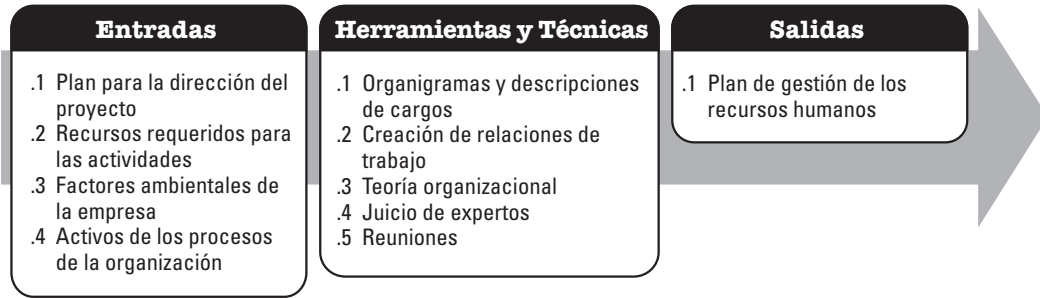 Entradas
.1 Plan para la dirección del
proyecto
.2 Recursos requeridos para
las actividades
.3 Factores ambientales de
la empresa
.4 Activos de los procesos
de la organización
Herramientas y Técnicas
.1 Organigramas y descripciones
de cargos
.2 Creación de relaciones de
trabajo
.3 Teoría organizacional
.4 Juicio de expertos
.5 Reuniones
Salidas
.1 Plan de gestión de los
recursos humanos